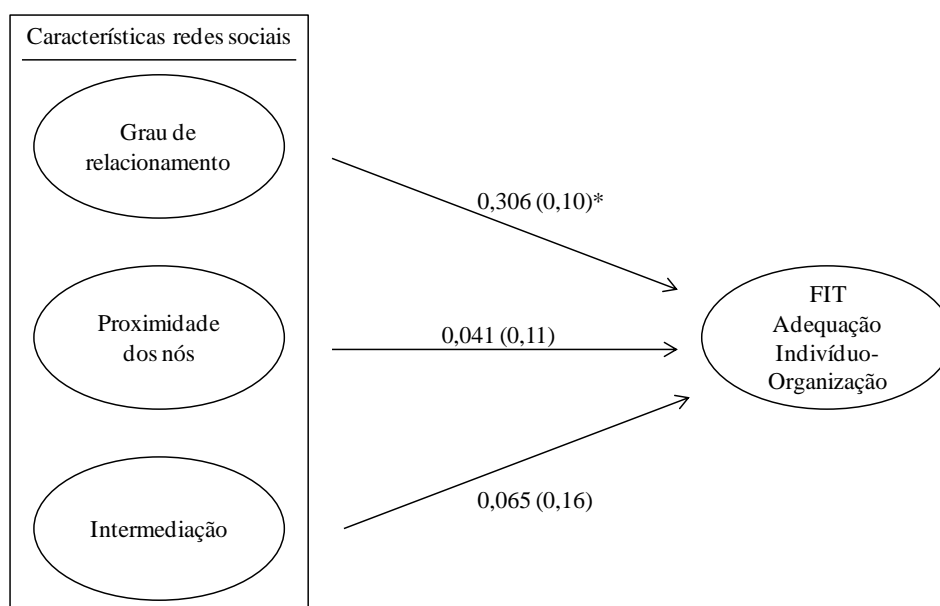 Características redes sociais
Grau de
relacionamento
0,306 (0,10)*
Proximidade
dos nós
0,041 (0,11)
FIT
Adequação
Indivíduo-
Organização
Intermediação
0,065 (0,16)